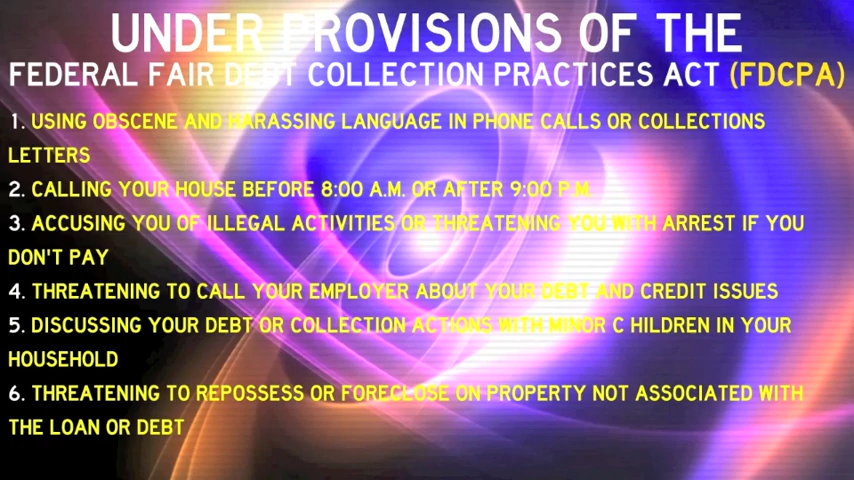 UNDER PROVISIONS OF THE
FEDERAL FAIR DEBT COLLECTION PRACTICES ACT (FDCPA)
1. USING OBSCENE AND HARASSING LANGUAGE IN PHONE CALLS OR COLLECTIONS
LETTERS
2. CALLING YOUR HOUSE BEFORE 8:00 A.M. OR AFTER 9:00 P.M.
3. ACCUSING YOU OF ILLEGAL ACTIVITIES OR THREATENING YOU WITH ARREST IF YOU
DON'T PAY
4. THREATENING TO CALL YOUR EMPLOYER ABOUT YOUR DEBT AND CREDIT ISSUES
5. DISCUSSING YOUR DEBT OR COLLECTION ACTIONS WITH MINOR C HILDREN IN YOUR
HOUSEHOLD
6. THREATENING TO REPOSSESS OR FORECLOSE ON PROPERTY NOT ASSOCIATED WITH
THE LOAN OR DEBT